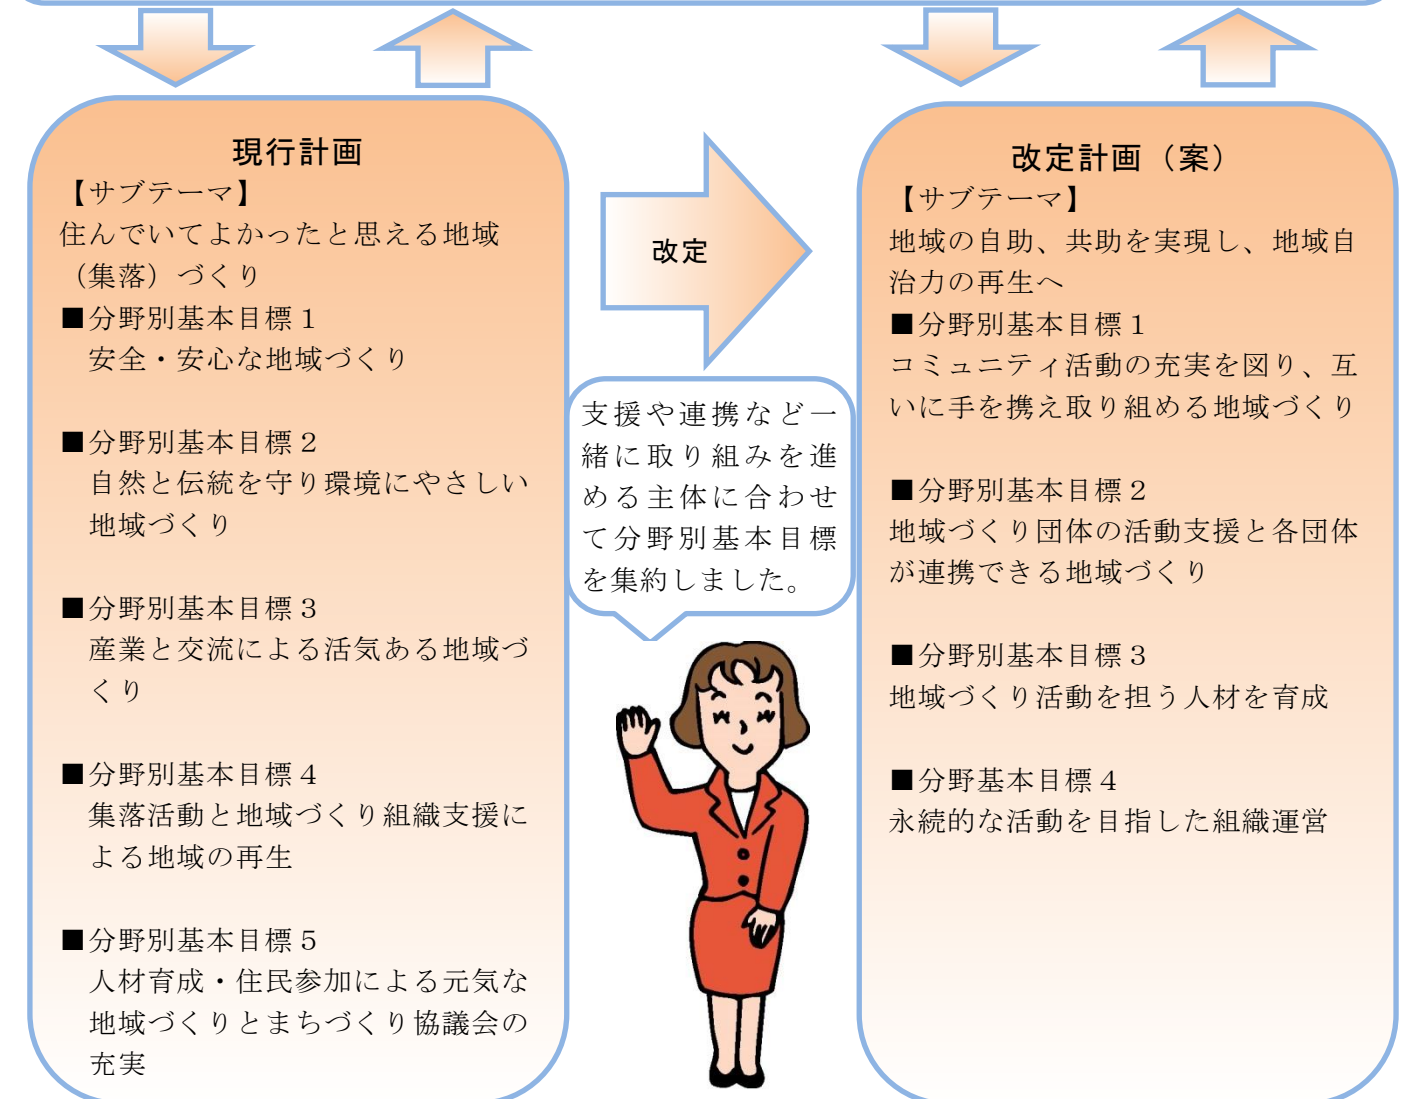 現行計画
【サブテーマ】
住んでいてよかったと思える地域
（集落）づくり
■分野別基本目標１
安全・安心な地域づくり
■分野別基本目標２
自然と伝統を守り環境にやさしい
地域づくり
■分野別基本目標３
産業と交流による活気ある地域づ
くり
■分野別基本目標４
集落活動と地域づくり組織支援に
よる地域の再生
■分野別基本目標５
人材育成・住民参加による元気な
地域づくりとまちづくり協議会の
充実
改定
支援や連携など一
緒に取り組みを進
める主体に合わせ
て分野別基本目標
を集約しました。
改定計画（案）
【サブテーマ】
地域の自助、共助を実現し、地域自
治力の再生へ
■分野別基本目標１
コミュニティ活動の充実を図り、互
いに手を携え取り組める地域づくり
■分野別基本目標２
地域づくり団体の活動支援と各団体
が連携できる地域づくり
■分野別基本目標３
地域づくり活動を担う人材を育成
■分野基本目標４
永続的な活動を目指した組織運営